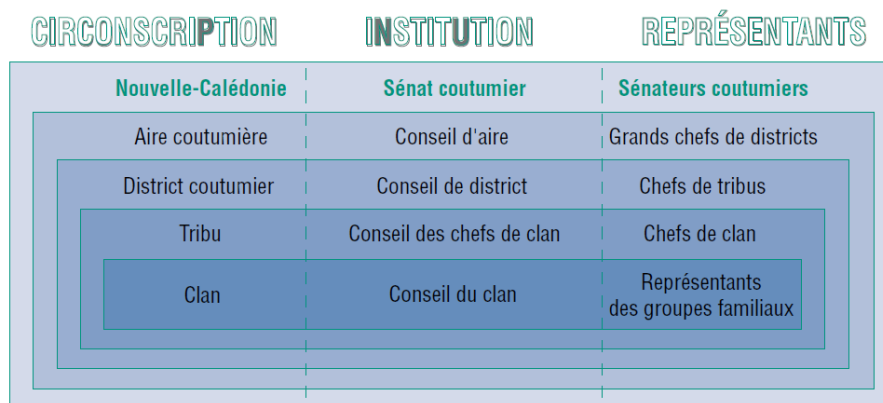 CIRCONSCRIPTION INSTITUTION REPRÉSENTANTS
Nouvelle-Calédonie Sénat coutumier Sénateurs coutumiers
Aire coutumière Conseil d'aire Grands chefs de districts
District coutumier Conseil de district Chefs de tribus
Tribu Conseil des chefs de clan Chefs de clan
Clan Conseil du clan Représentants
des groupes familiaux